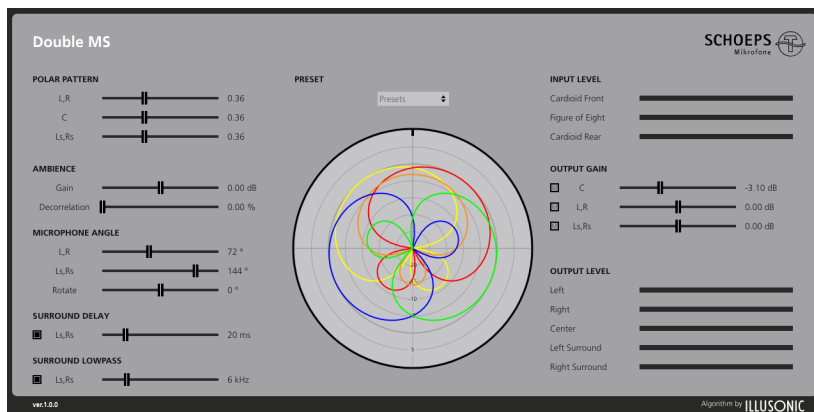 Double MS
SCHOEPS
Mikrofone
POLAR PATTERN
L,R 0.36
C 0.36
Ls,Rs 0.36
AMBIENCE
Gain 0.00 dB
Decorrelation 0.00 %
MICROPHONE ANGLE
L,R 72 º
Ls,Rs 144 º
Rotate 0 º
SURROUND DELAY
Ls,Rs 20 ms
SURROUND LOWPASS
Ls,Rs 6 kHz
PRESET
Presets
-10
5
INPUT LEVEL
Cardioid Front
Figure of Eight
Cardioid Rear
OUTPUT GAIN
C -3.10 dB
L,R 0.00 dB
Ls,Rs 0.00 dB
OUTPUT LEVEL
Left
Right
Center
Left Surround
Right Surround
ver.1.0.0
Algorithm by ILLUSONIC